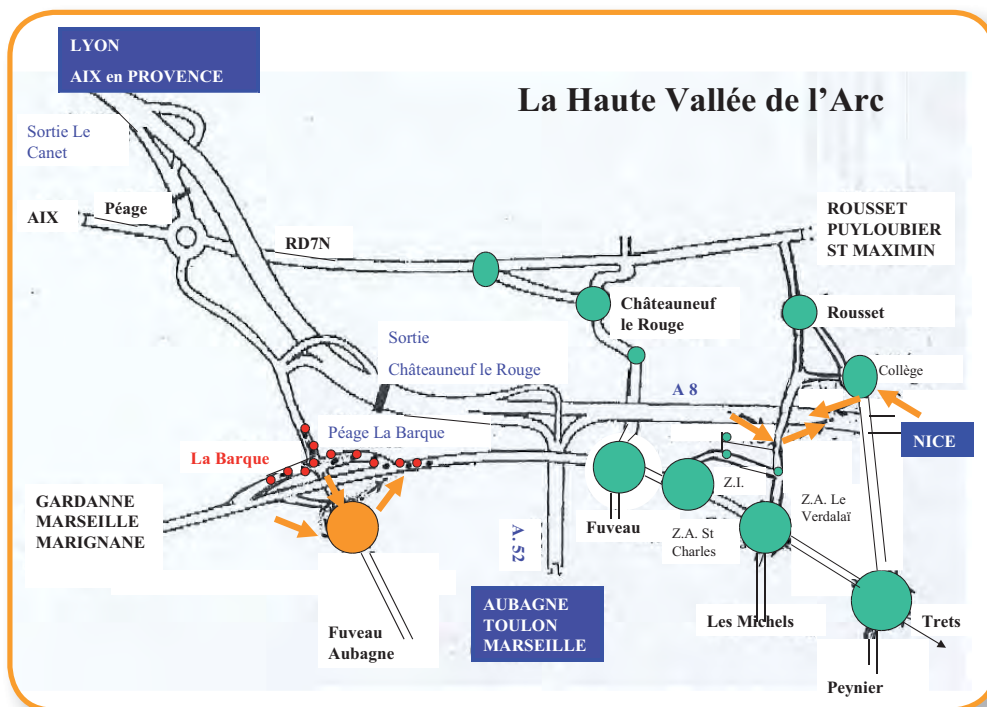 LYON
AIX en PROVENCE
La Haute Vallée de l'Arc
Sortie Le
Canet
Péage
AIX
RD7N
ROUSSET
PUYLOUBIER
ST MAXIMIN
Châteauneuf
le Rouge
Rousset
Sortie
Châteauneuf le Rouge
Collège
A 8
Péage La Barque
NICE
La Barque
Z.I.
GARDANNE
MARSEILLE
MARIGNANE
Z.A. Le
Verdalaï
Fuveau
Z.A. St
Charles
A. 52
AUBAGNE
TOULON
MARSEILLE
Les Michels
Trets
Fuveau
Aubagne
Peynier